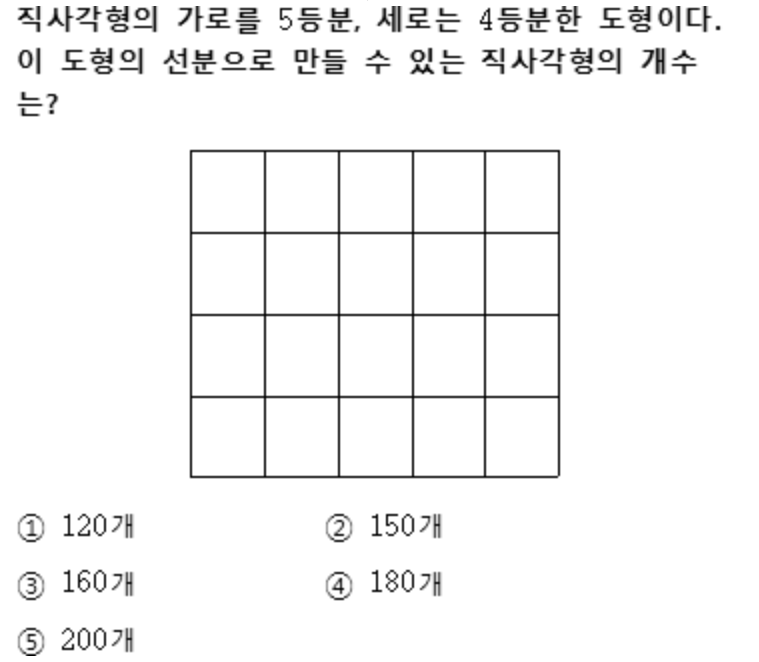 직사각형의 가로를 5등분, 세로는 4등분한 도형이다.
이 도형의 선분으로 만들 수 있는 직사각형의 개수
는?
① 120개 ② 150개
③ 160개 ④ 180개
⑤ 200개